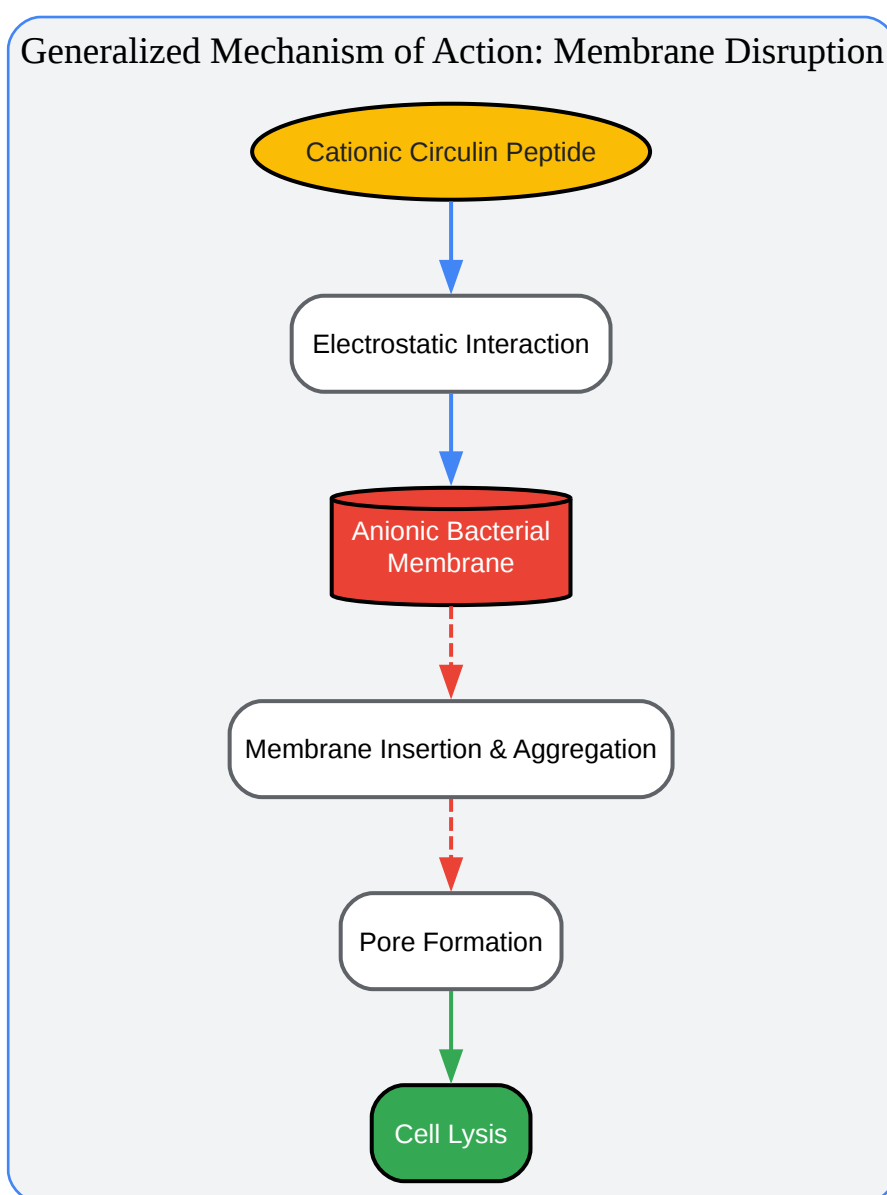 Generalized Mechanism of Action: Membrane Disruption
Cationic Circulin Peptide
Electrostatic Interaction
Anionic Bacterial
Membrane
Membrane Insertion & Aggregation
Pore Formation
Cell Lysis